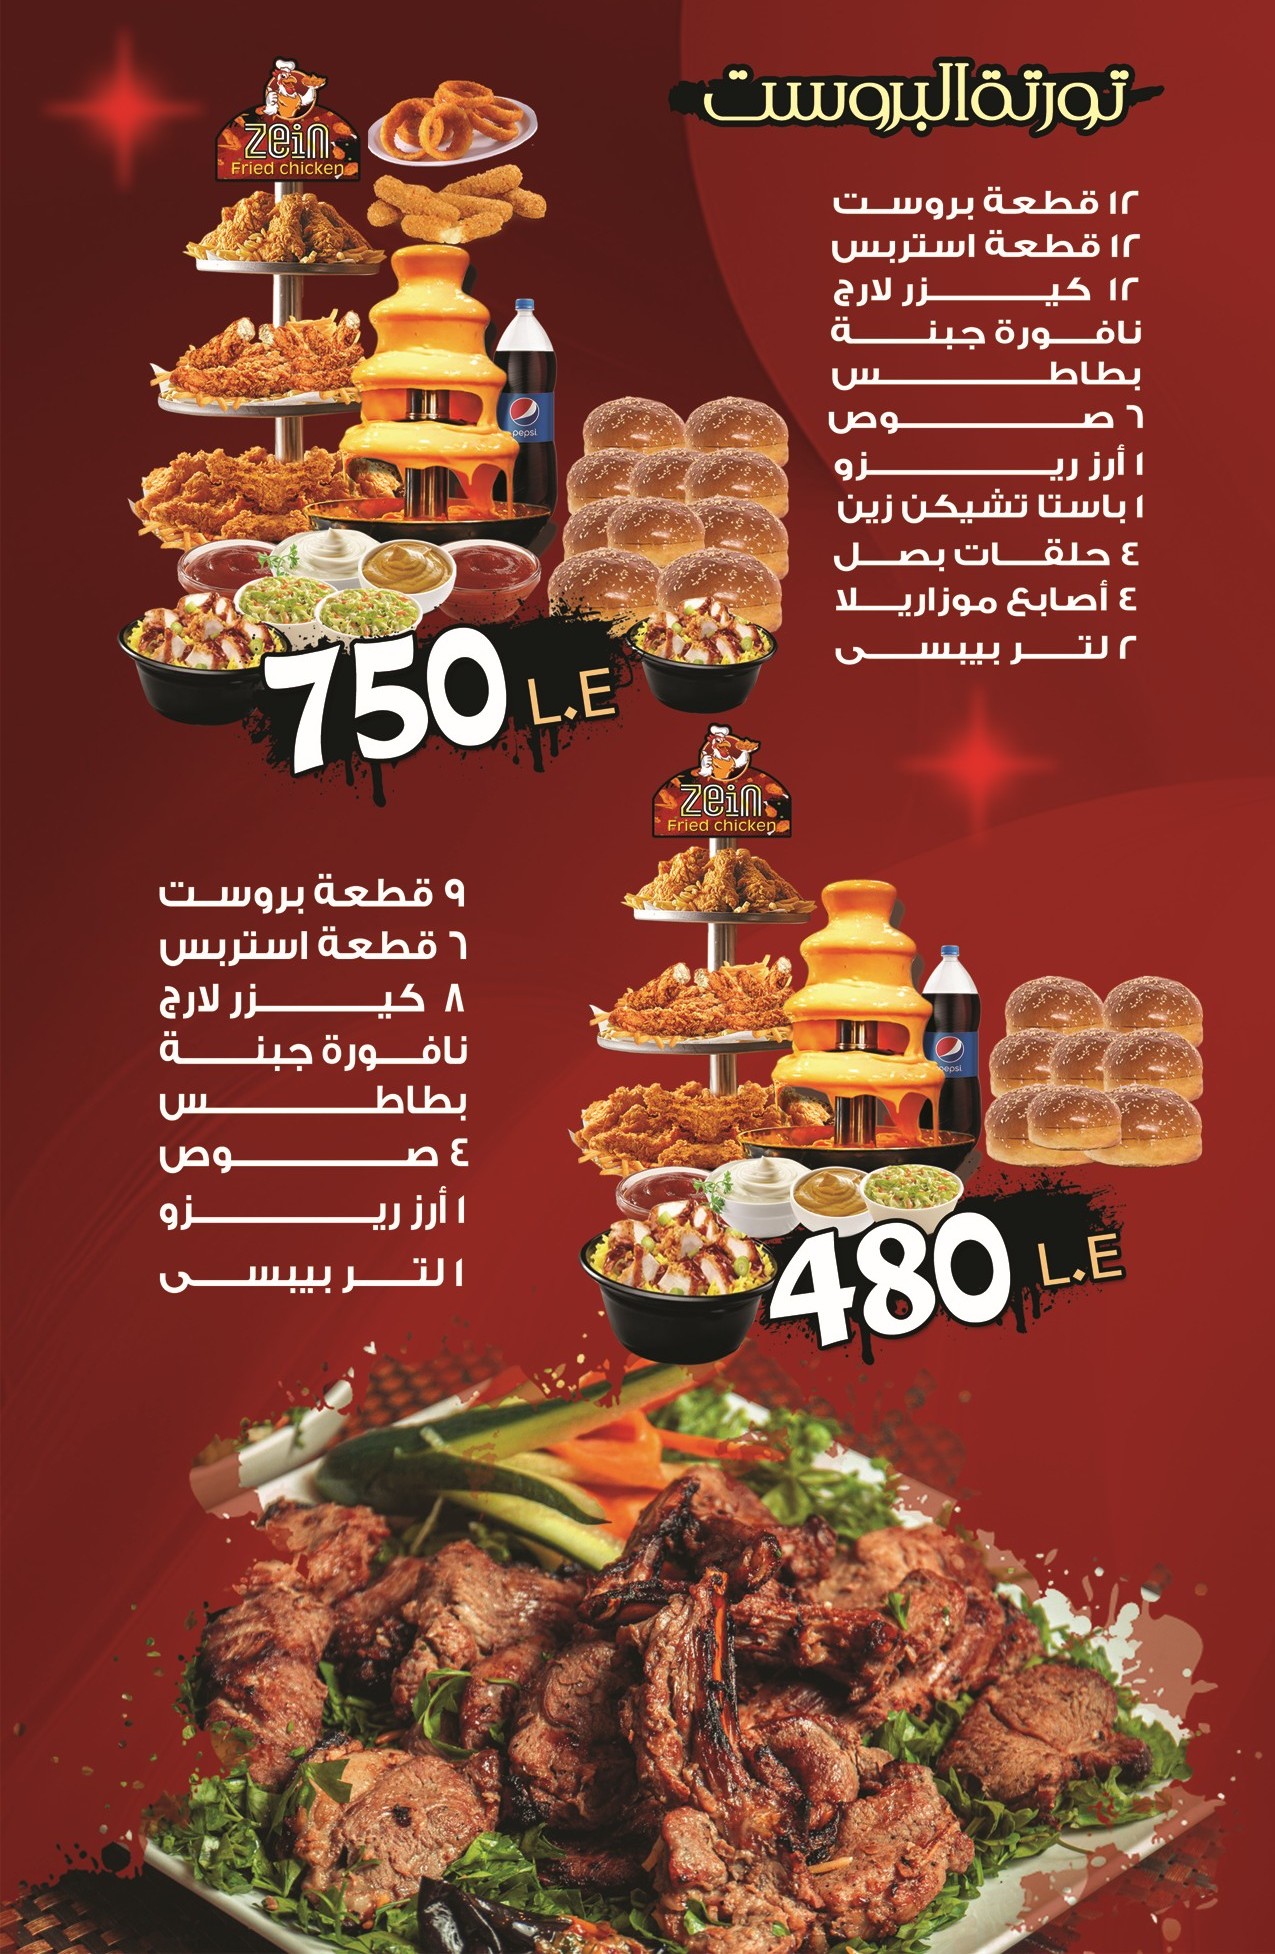 تورتة البروست
zein
Fried chicken
١٢ قطعة بروست
١٢ قطعة استربس
١٢ كيزر لارج
نافورة جبنة
بطاطس
٦ صوص
١ أرز ريزو
١ باستا تشيكن زين
٤ حلقات بصل
٤ أصابع موزاريلا
٢ لتر بيبسى
pepsi
750 L.E
zein
Fried chicken
٩ قطعة بروست
٦ قطعة استربس
٨ كيزر لارج
نافورة جبنة
بطاطس
٤ صوص
١ أرز ريزو
١ لتر بيبسى
pepsi
480 L.E